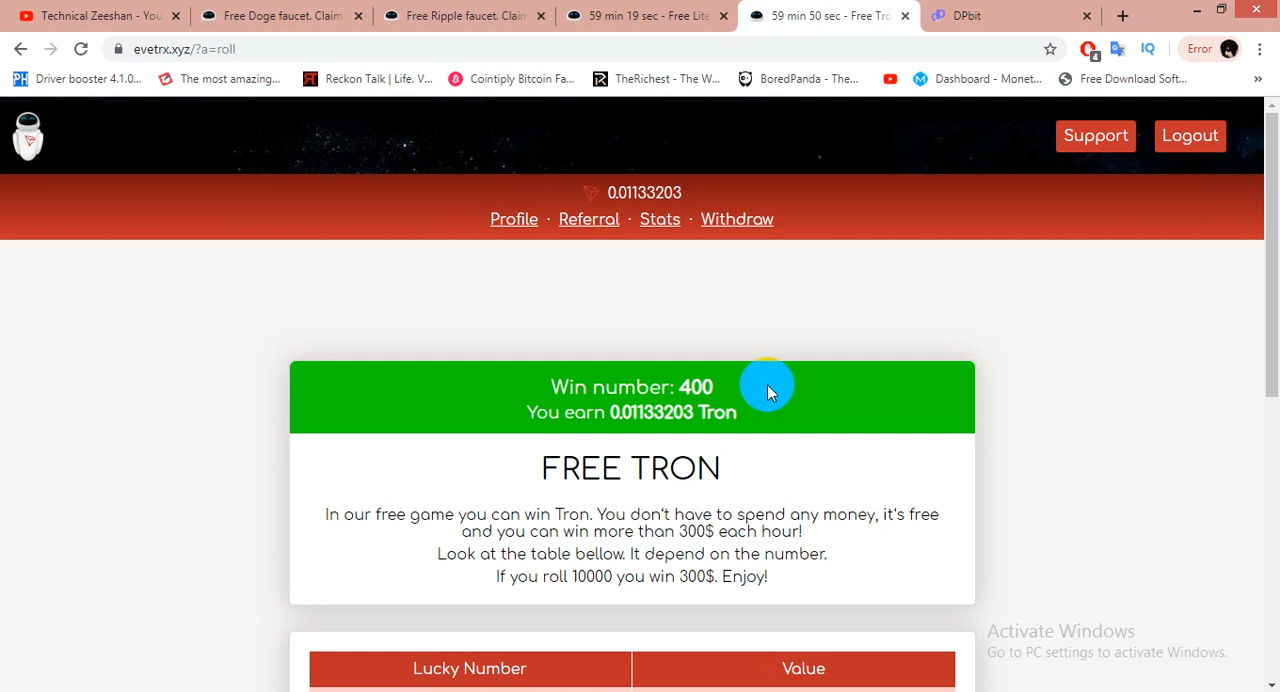 Technical Zeeshan - You
Free Doge faucet. Claim
Free Ripple faucet. Claim
59 min 19 sec - Free Lite
59 min 50 sec - Free Tro
DPbit
evetrx.xyz/?a=roll
4
IQ
Error
PH Driver booster 4.1.0...
The most amazing...
Reckon Talk | Life. V...
Cointiply Bitcoin Fa...
TheRichest - The W...
BoredPanda - The...
Dashboard - Monet...
Free Download Soft...
»
Support
Logout
0.01133203
Profile · Referral · Stats · Withdraw
Win number: 400
You earn 0.01133203 Tron
FREE TRON
In our free game you can win Tron. You don't have to spend any money, it's free
and you can win more than 300$ each hour!
Look at the table bellow. It depend on the number.
If you roll 10000 you win 300$. Enjoy!
Activate Windows
Go to PC settings to activate Windows.
Lucky Number
Value